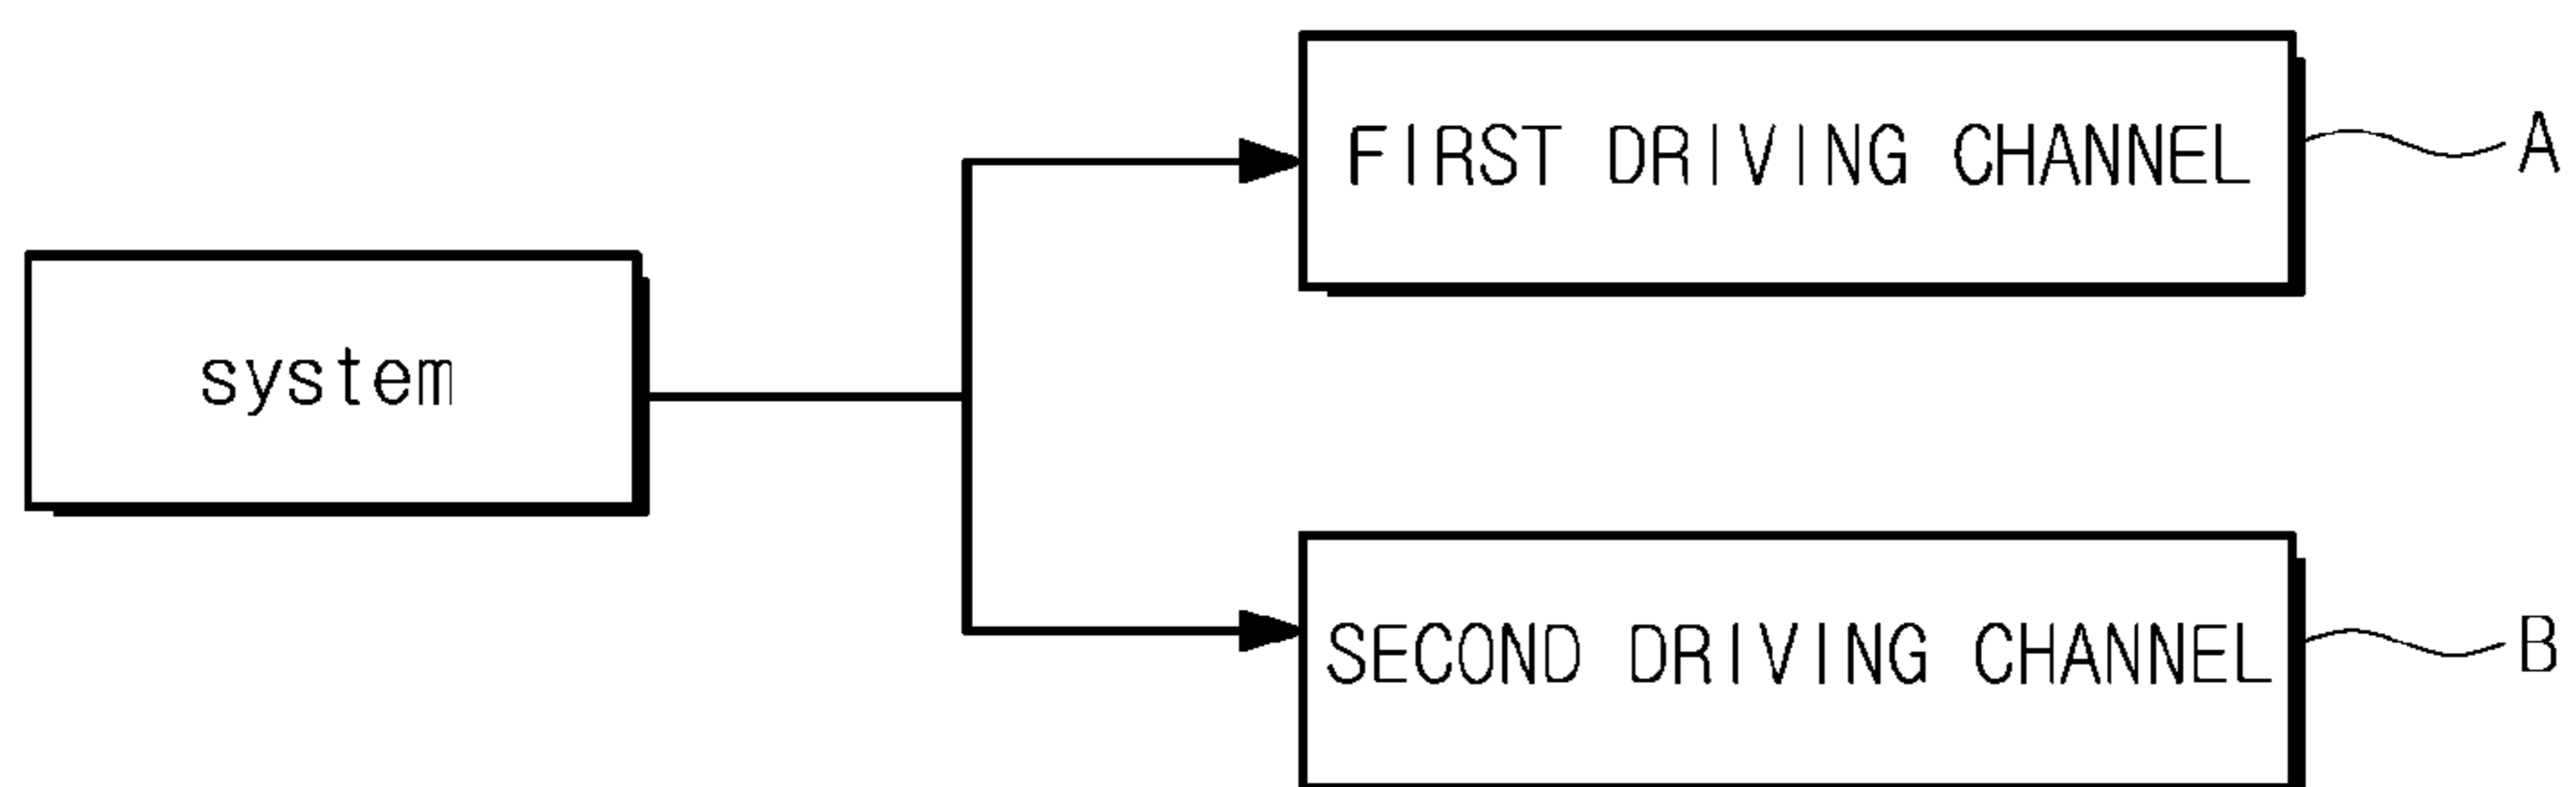 FIRST DRIVING CHANNEL
A
system
SECOND DRIVING CHANNEL
B